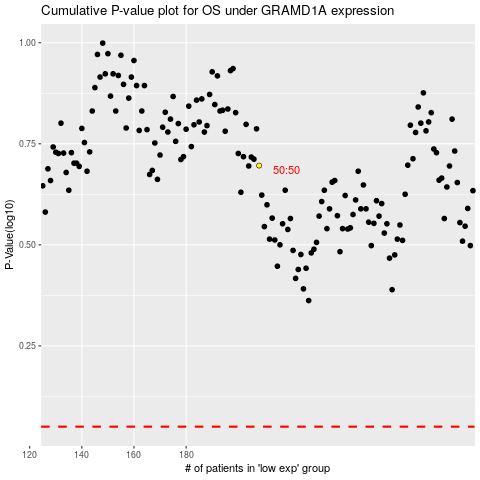 Cumulative P-value plot for OS under GRAMD1A expression
1.00
0.75
0.50
0.25
P-Value(log10)
50:50
120 140 160 180
# of patients in 'low exp' group